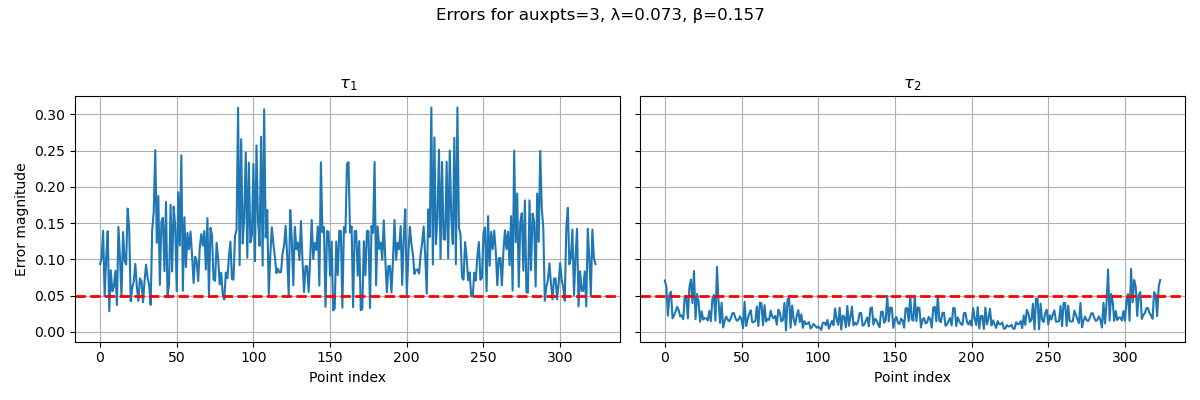 Errors for auxpts=3, λ=0.073, β=0.157
τ1
τ2
Error magnitude
0.30
0.25
0.20
0.15
0.10
0.05
0.00
0 50 100 150 200 250 300
0 50 100 150 200 250 300
Point index
Point index